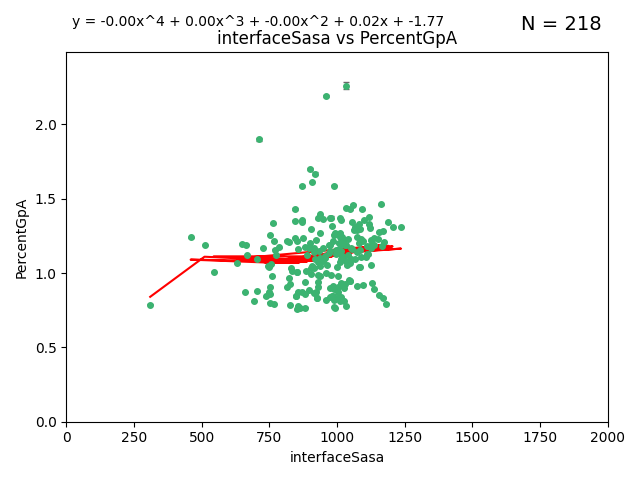 y = -0.00x^4 + 0.00x^3 + -0.00x^2 + 0.02x + -1.77
N = 218
interfaceSasa vs PercentGpA
PercentGpA
2.0
1.5
1.0
0.5
0.0
0 250 500 750 1000 1250 1500 1750 2000
interfaceSasa